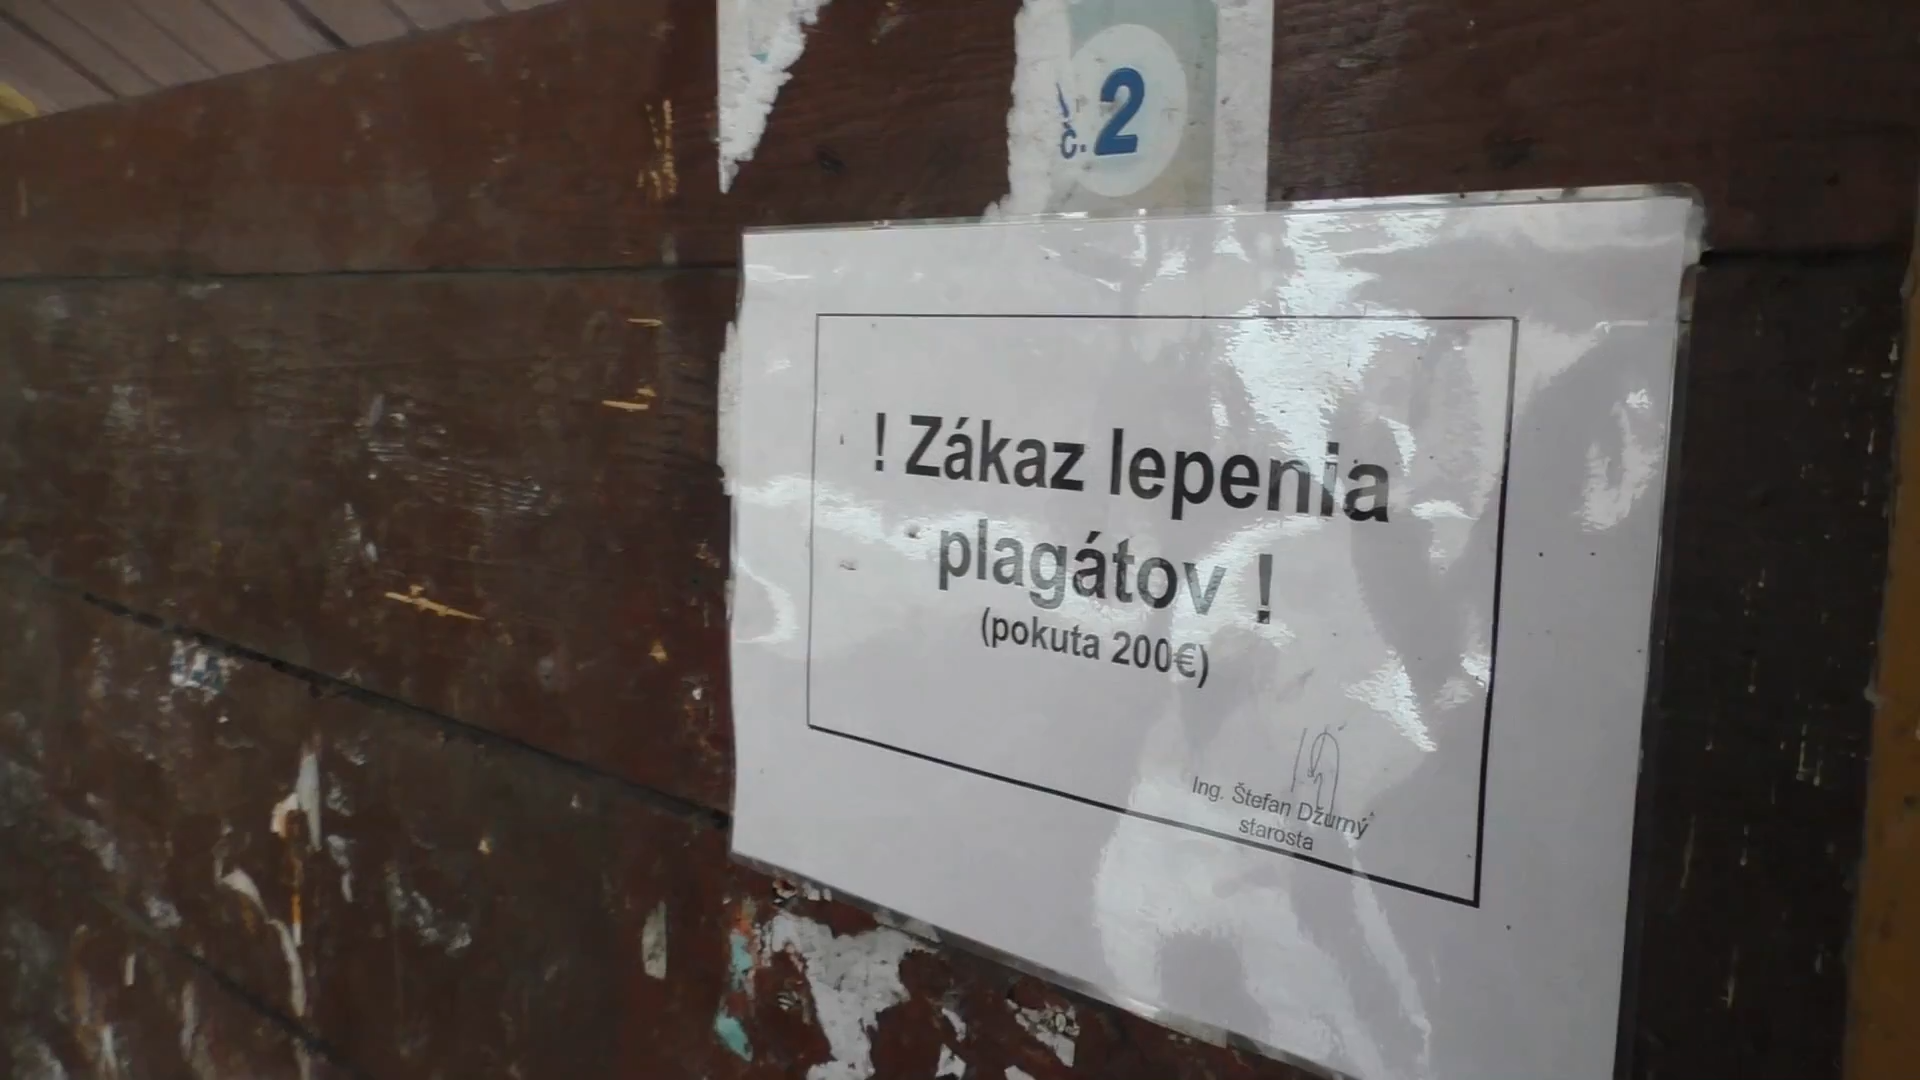 č. 2
! Zákaz lepenia
plagátov !
(pokuta 200€)
Ing. Štefan Džurný
starosta